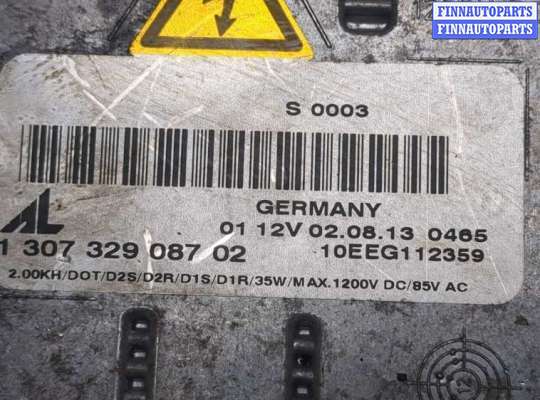 FINNAUTOPARTS
FINNAUTOPARTS
S 0003
AL
GERMANY
01 12V 02.08.13 0465
1 307 329 087 02
10EEG112359
2.00KH/DOT/D2S/D2R/D1S/D1R/35W/MAX.1200V DC/85V AC
12